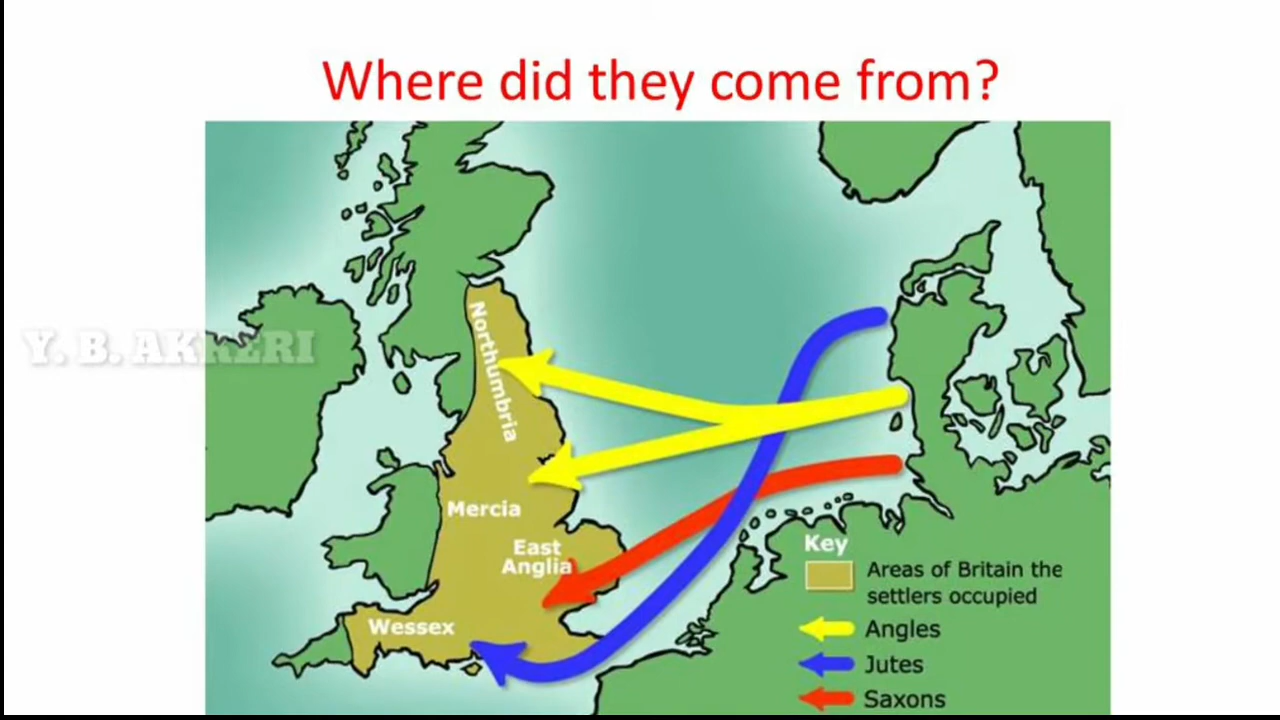 Where did they come from?
Northumbria
Y. B. AKKERI
Mercia
East
Anglia
Wessex
Key
Areas of Britain the
settlers occupied
Angles
Jutes
Saxons